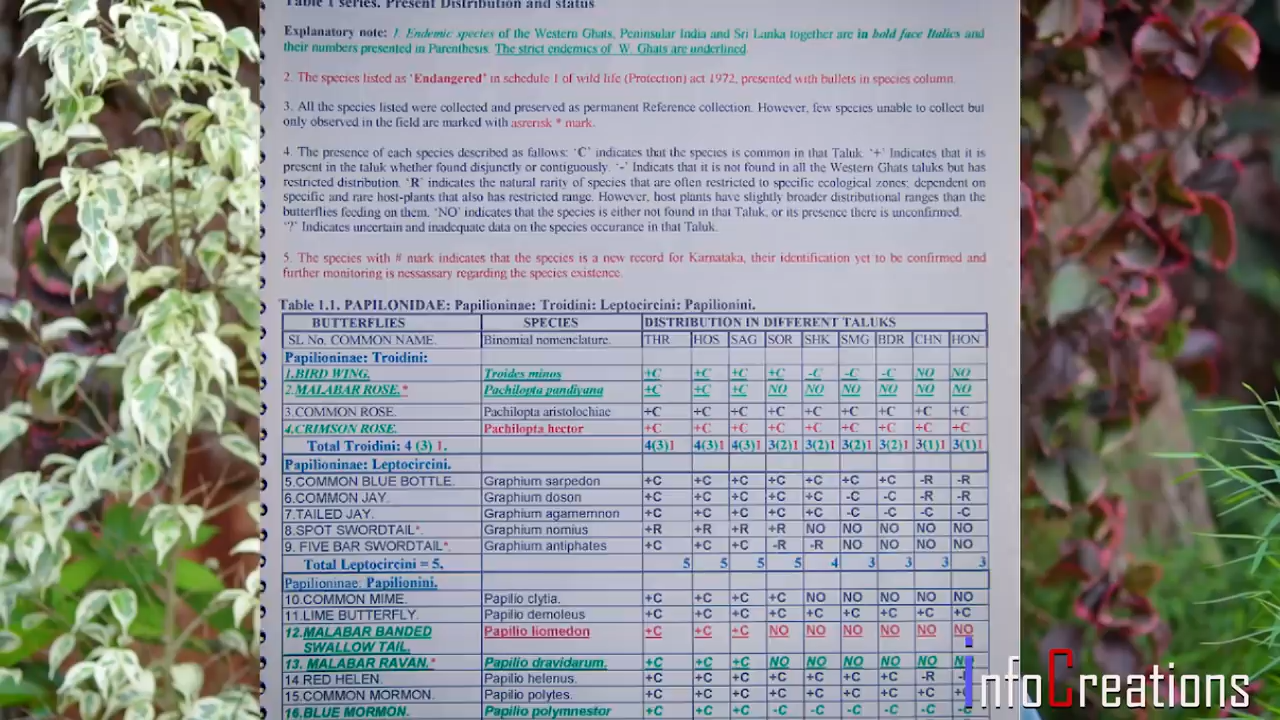 Table 1 series. Present Distribution and status
Explanatory note: 1. Endemic species of the Western Ghats, Peninsular India and Sri Lanka together are in bold face Italics and
their numbers presented in Parenthesis. The strict endemics of W. Ghats are underlined.
2. The species listed as 'Endangered' in schedule 1 of wild life (Protection) act 1972, presented with bullets in species column.
3. All the species listed were collected and preserved as permanent Reference collection. However, few species unable to collect but
only observed in the field are marked with asrerisk * mark.
4. The presence of each species described as fallows: 'C' indicates that the species is common in that Taluk. '+' Indicates that it is
present in the taluk whether found disjunctly or contiguously. '-' Indicats that it is not found in all the Western Ghats taluks but has
restricted distribution. 'R' indicates the natural rarity of species that are often restricted to specific ecological zones; dependent on
specific and rare host-plants that also has restricted range. However, host plants have slightly broader distributional ranges than the
butterflies feeding on them. 'NO' indicates that the species is either not found in that Taluk, or its presence there is unconfirmed.
'?' Indicates uncertain and inadequate data on the species occurance in that Taluk.
5. The species with # mark indicates that the species is a new record for Karnataka, their identification yet to be confirmed and
further monitoring is nessassary regarding the species existence.
Table 1.1. PAPILONIDAE: Papilioninae: Troidini: Leptocircini: Papilionini.
BUTTERFLIES SPECIES DISTRIBUTION IN DIFFERENT TALUKS
SL No. COMMON NAME. Binomial nomenclature. THR HOS SAG SOR SHK SMG BDR CHN HON
Papilioninae: Troidini:
1.BIRD WING. Troides minos +C +C +C +C -C -C -C NO NO
2.MALABAR ROSE.* Pachilopta pandiyana +C +C +C NO NO NO NO NO NO
3.COMMON ROSE. Pachilopta aristolochiae +C +C +C +C +C +C +C +C +C
4.CRIMSON ROSE. Pachilopta hector +C +C +C +C +C +C +C +C +C
Total Troidini: 4 (3) 1. 4(3)1 4(3)1 4(3)1 3(2)1 3(2)1 3(2)1 3(2)1 3(1)1 3(1)1
Papilioninae: Leptocircini.
5.COMMON BLUE BOTTLE. Graphium sarpedon +C +C +C +C +C +C +C -R -R
6.COMMON JAY. Graphium doson +C +C +C +C +C -C -C -R -R
7.TAILED JAY. Graphium agamemnon +C +C +C +C +C -C -C -C -C
8.SPOT SWORDTAIL*. Graphium nomius +R +R +R +R NO NO NO NO NO
9. FIVE BAR SWORDTAIL*. Graphium antiphates +C +C +C -R -R NO NO NO NO
Total Leptocircini = 5. 5 5 5 5 4 3 3 3 3
Papilioninae: Papilionini.
10.COMMON MIME. Papilio clytia. +C +C +C +C NO NO NO NO NO
11.LIME BUTTERFLY. Papilio demoleus +C +C +C +C +C +C +C +C +C
12.MALABAR BANDED Papilio liomedon +C +C +C NO NO NO NO NO NO
SWALLOW TAIL.
13. MALABAR RAVAN.* Papilio dravidarum. +C +C +C NO NO NO NO NO
14 RED HELEN. Papilio helenus. +C +C +C +C +C +C +C -R
15.COMMON MORMON. Papilio polytes. +C +C +C +C +C +C +C +C
16.BLUE MORMON. Papilio polymnestor +C +C +C -C -C -C -C -C
InfoCreations